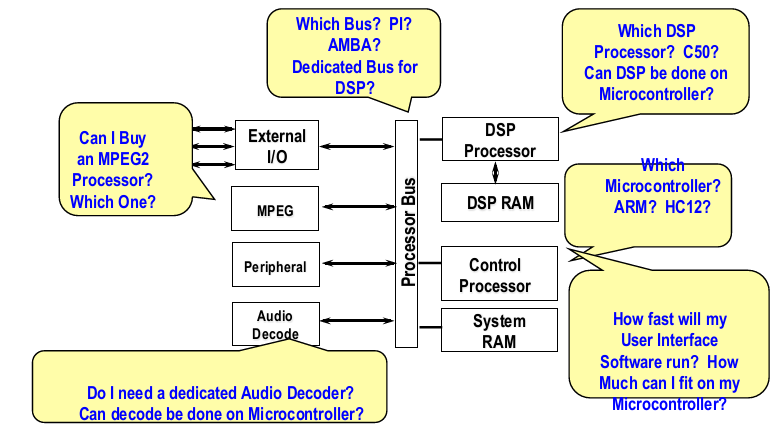 Which Bus? PI?
AMBA?
Dedicated Bus for
DSP?
Which DSP
Processor? C50?
Can DSP be done on
Microcontroller?
Can I Buy
an MPEG2
Processor?
Which One?
External
I/O
MPEG
Peripheral
Audio
Decode
Processor Bus
DSP
Processor
DSP RAM
Control
Processor
System
RAM
Which
Microcontroller?
ARM? HC12?
How fast will my
User Interface
Software run? How
Much can I fit on my
Microcontroller?
Do I need a dedicated Audio Decoder?
Can decode be done on Microcontroller?